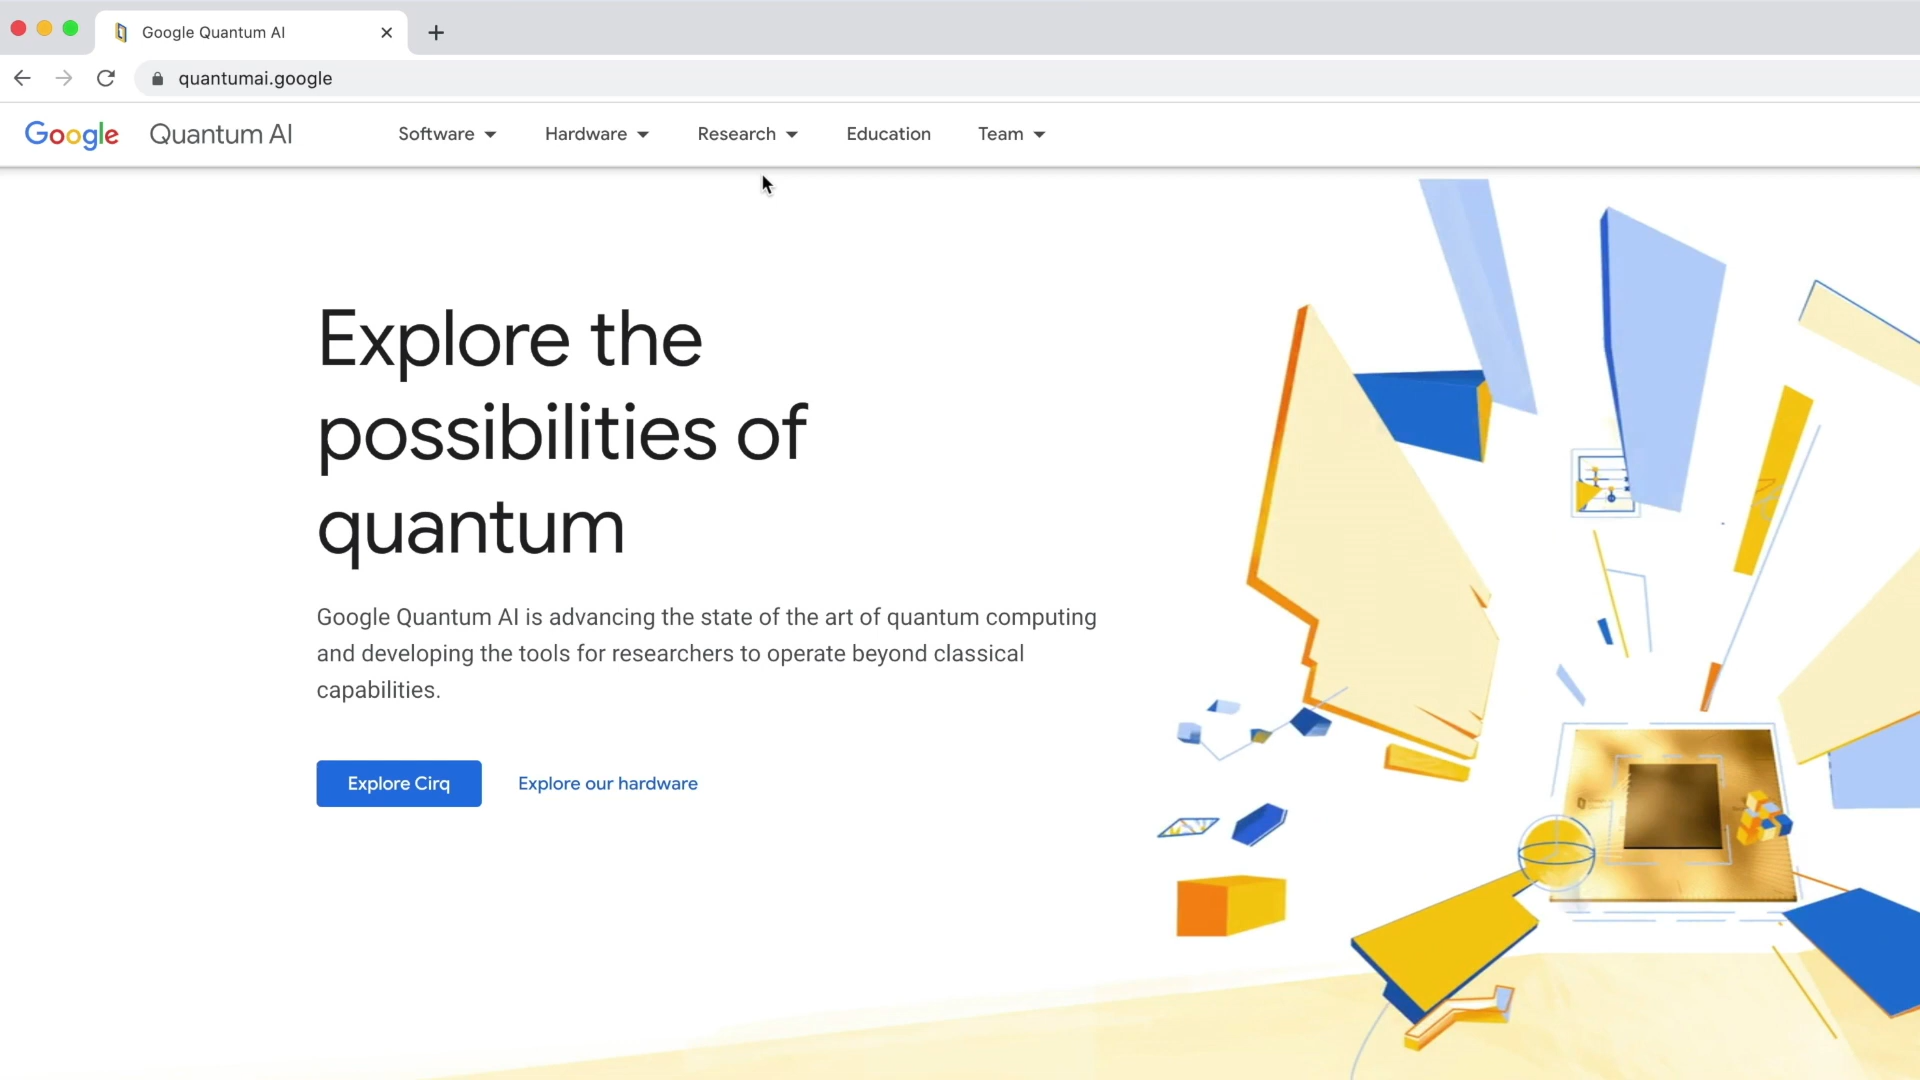 Google Quantum AI
quantumai.google
Google Quantum AI
Software Hardware Research Education Team
Explore the
possibilities of
quantum
Google Quantum AI is advancing the state of the art of quantum computing
and developing the tools for researchers to operate beyond classical
capabilities.
Explore Cirq
Explore our hardware